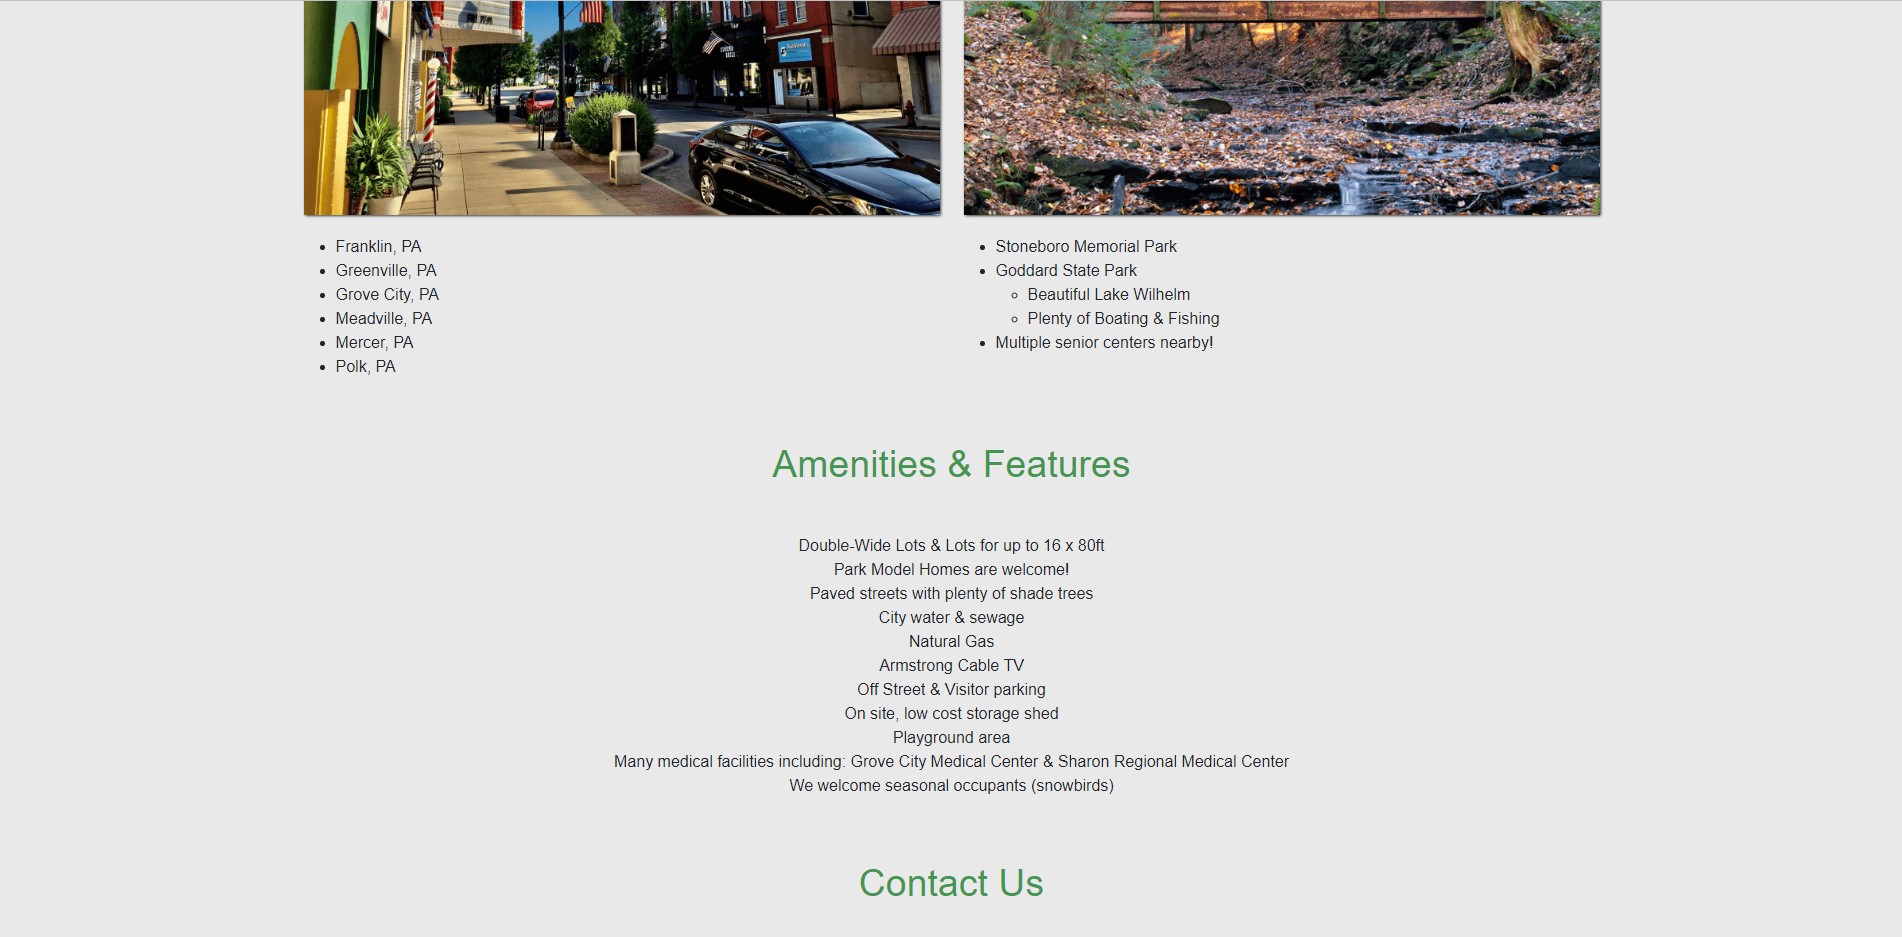 Franklin, PA
Greenville, PA
Grove City, PA
Meadville, PA
Mercer, PA
Polk, PA
Stoneboro Memorial Park
Goddard State Park
Beautiful Lake Wilhelm
Plenty of Boating & Fishing
Multiple senior centers nearby!
Amenities & Features
Double-Wide Lots & Lots for up to 16 x 80ft
Park Model Homes are welcome!
Paved streets with plenty of shade trees
City water & sewage
Natural Gas
Armstrong Cable TV
Off Street & Visitor parking
On site, low cost storage shed
Playground area
Many medical facilities including: Grove City Medical Center & Sharon Regional Medical Center
We welcome seasonal occupants (snowbirds)
Contact Us